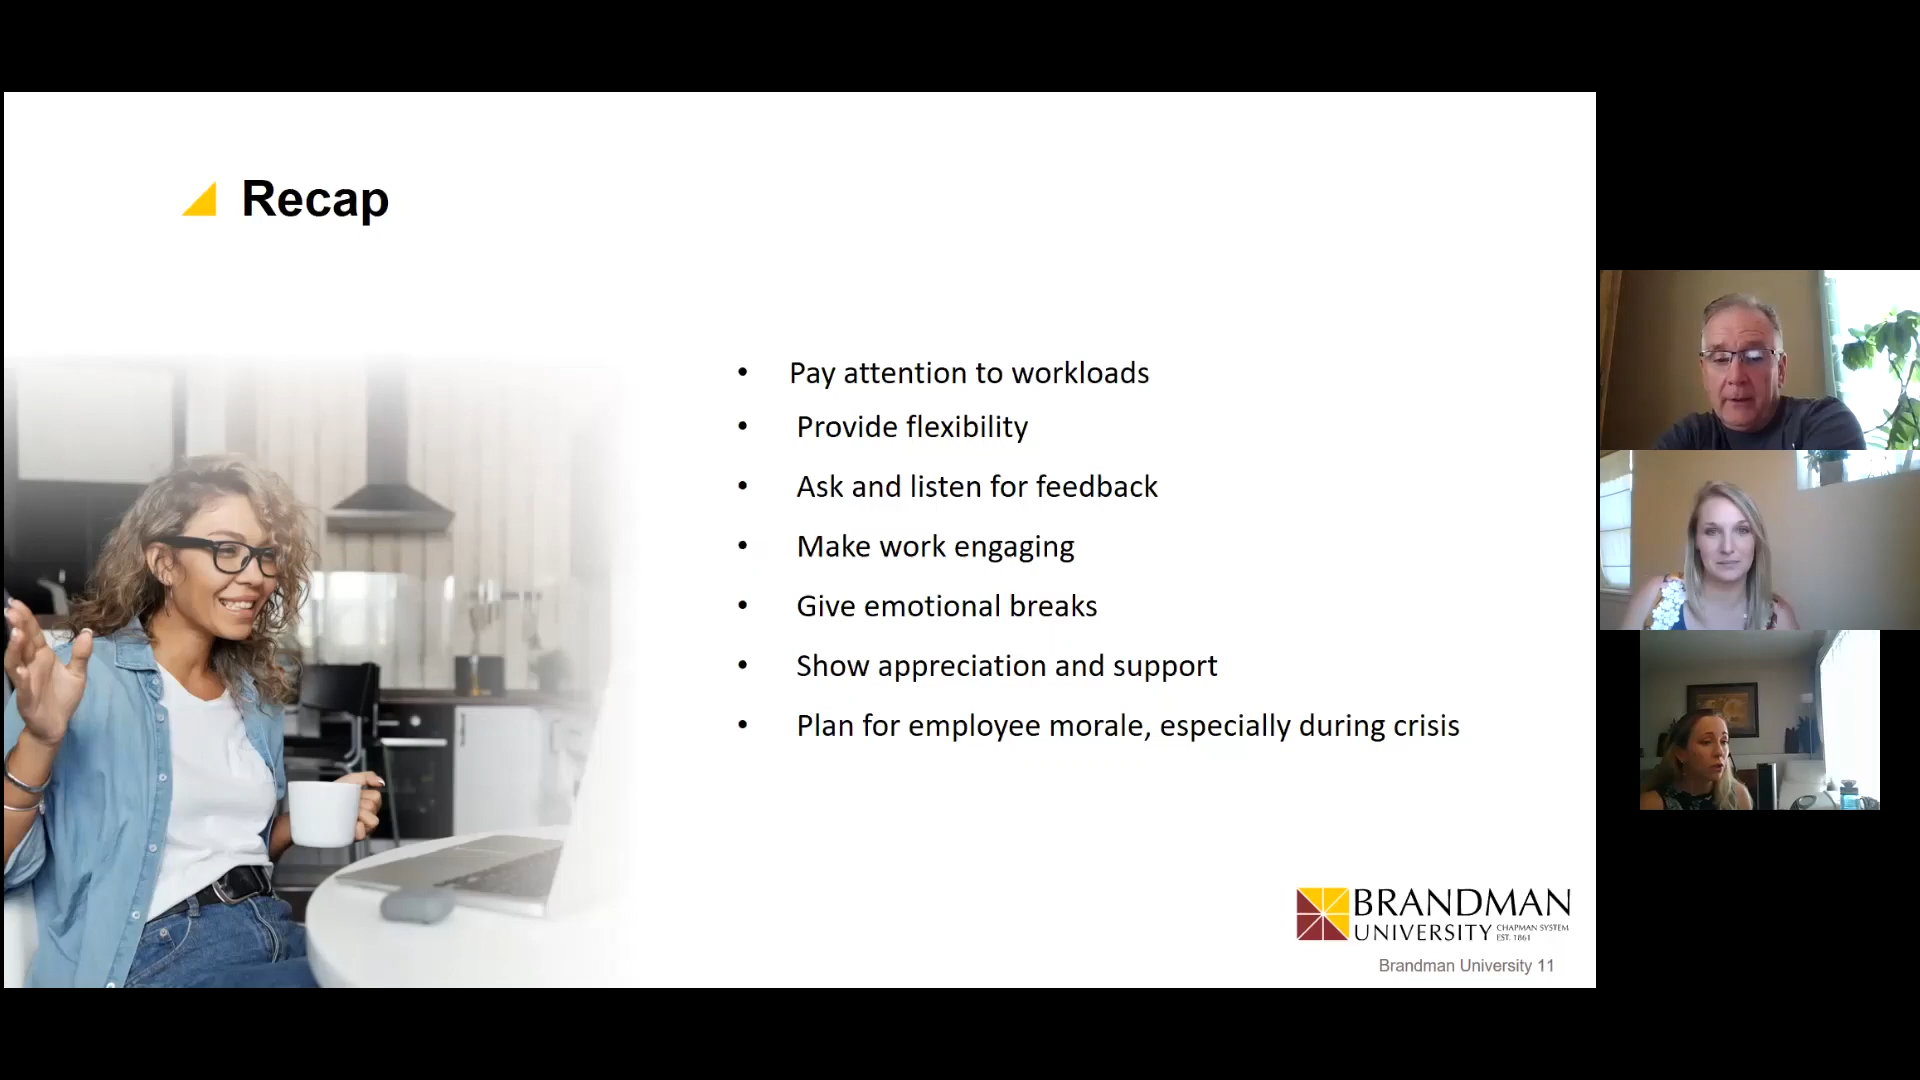 Recap
• Pay attention to workloads
• Provide flexibility
• Ask and listen for feedback
• Make work engaging
• Give emotional breaks
• Show appreciation and support
• Plan for employee morale, especially during crisis
BRANDMAN
UNIVERSITY CHAPMAN SYSTEM
EST. 1861
Brandman University 11